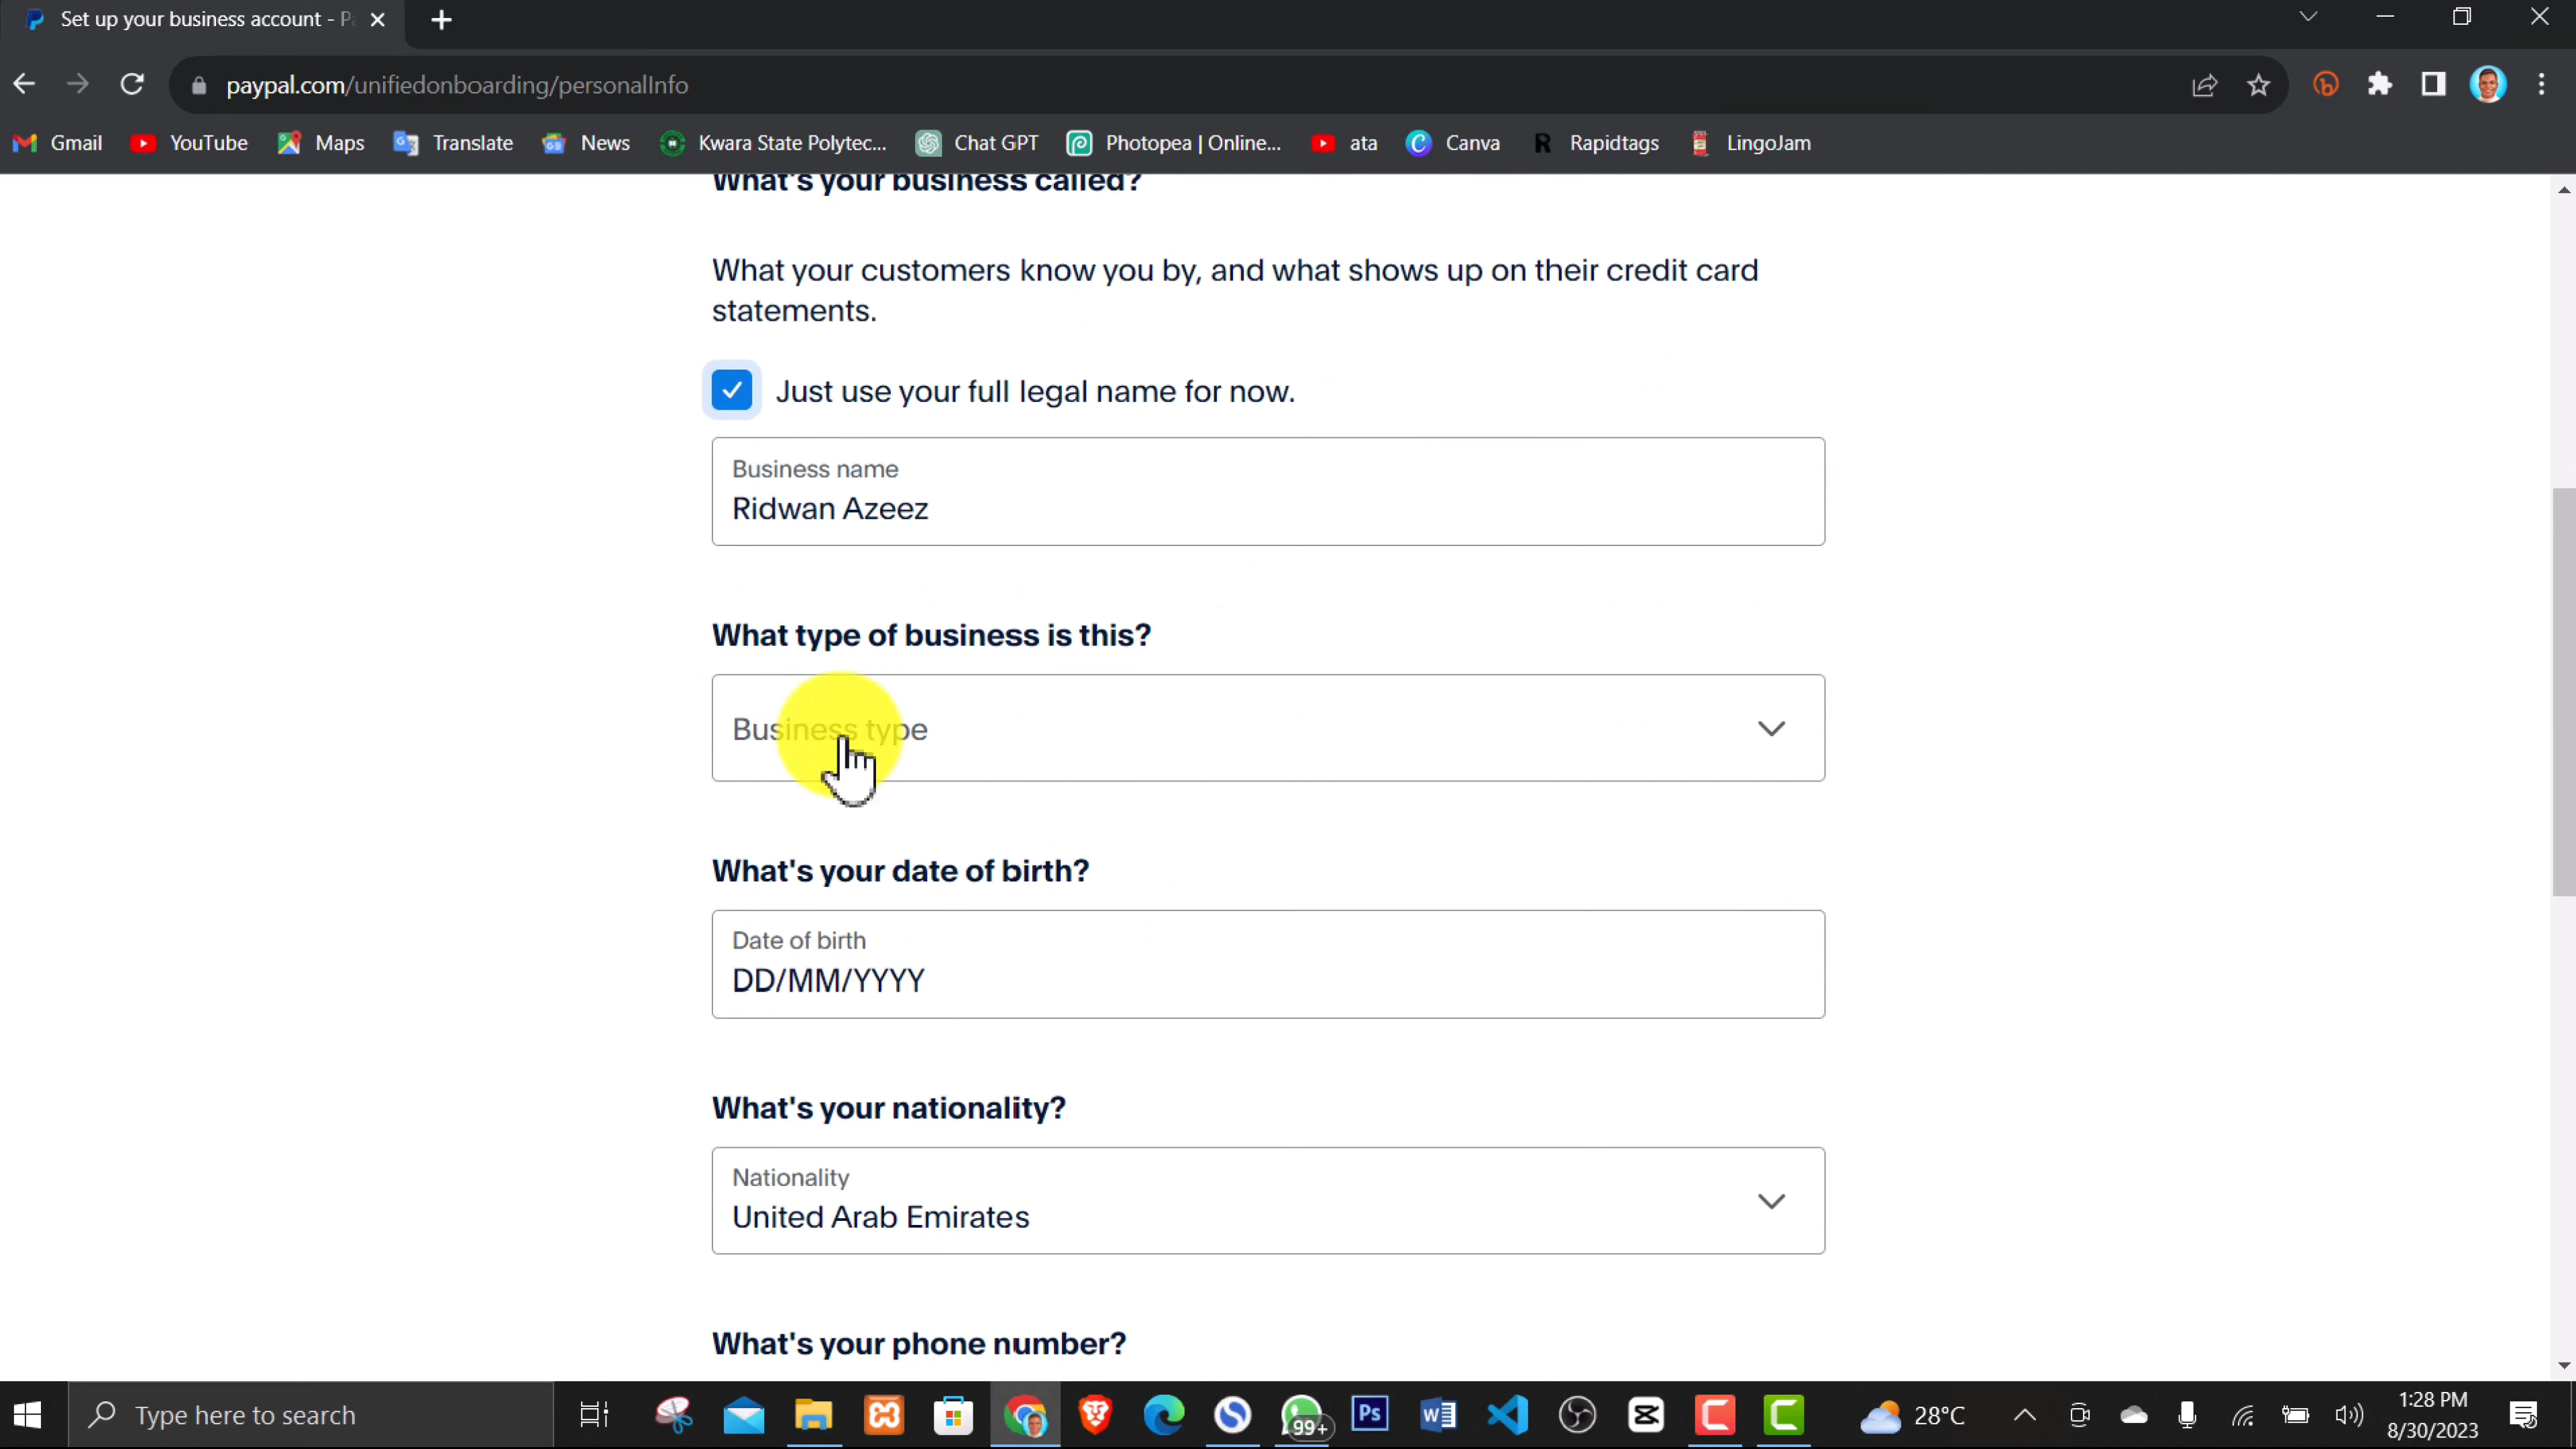 Set up your business account - Pa
paypal.com/unifiedonboarding/personalInfo
Gmail YouTube Maps Translate News Kwara State Polytec... Chat GPT Photopea | Online... ata Canva Rapidtags LingoJam
What's your business called?
What your customers know you by, and what shows up on their credit card
statements.
Just use your full legal name for now.
Business name
Ridwan Azeez
What type of business is this?
Business type
What's your date of birth?
Date of birth
DD/MM/YYYY
What's your nationality?
Nationality
United Arab Emirates
What's your phone number?
Type here to search
99+
Ps
28°C
1:28 PM
8/30/2023